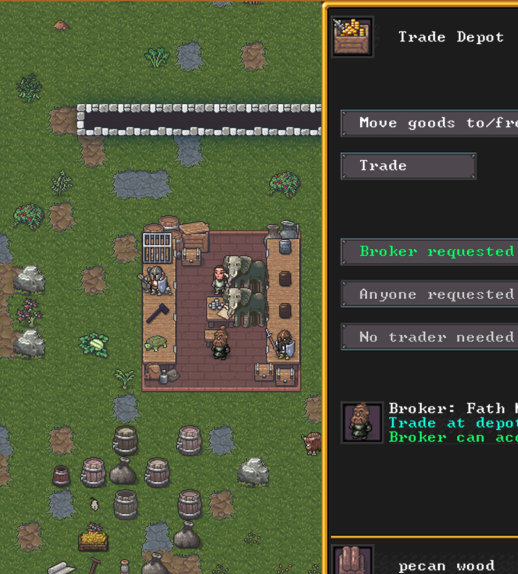 Trade Depot
Move goods to/fr
Trade
Broker requested
Anyone requested
No trader needed
Broker: Fath
Trade at depot
Broker can acc
pecan wood